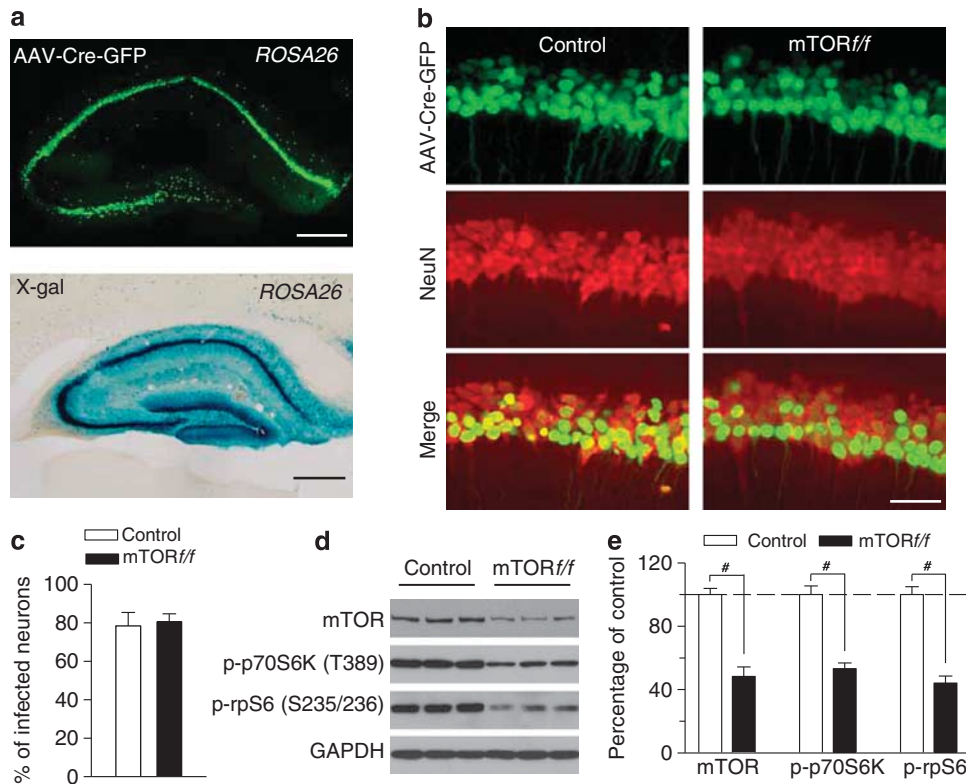 a
AAV-Cre-GFP ROSA26
X-gal ROSA26
b
Control mTORf/f
AAV-Cre-GFP
NeuN
Merge
c
Control
mTORf/f
% of infected neurons
100
80
60
40
20
0
d
Control mTORf/f
mTOR
p-p70S6K (T389)
p-rpS6 (S235/236)
GAPDH
e
Control mTORf/f
Percentage of control
120
80
40
0
# # #
mTOR p-p70S6K p-rpS6